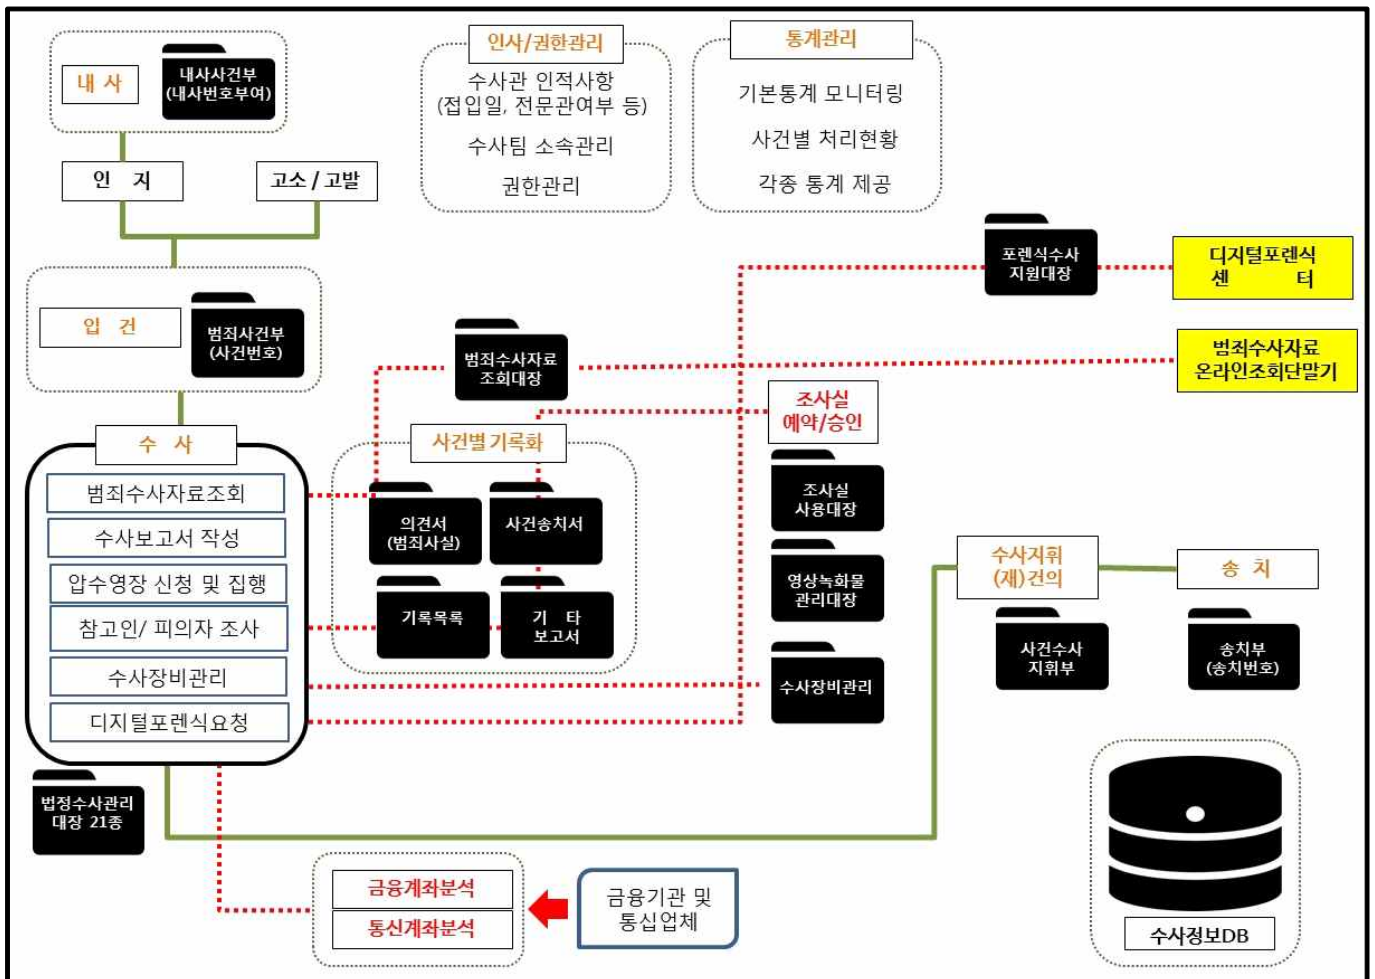 내 사
내사사건부
(내사번호부여)
인 지
고소 / 고발
인사/권한관리
수사관 인적사항
(접입일, 전문관여부 등)
수사팀 소속관리
권한관리
통계관리
기본통계 모니터링
사건별 처리현황
각종 통계 제공
포렌식수사
지원대장
디지털포렌식
센 터
입 건
범죄사건부
(사건번호)
범죄수사자료
조회대장
범죄수사자료
온라인조회단말기
조사실
예약/승인
수 사
범죄수사자료조회
수사보고서 작성
압수영장 신청 및 집행
참고인/ 피의자 조사
수사장비관리
디지털포렌식요청
사건별 기록화
의견서
(범죄사실)
사건송치서
기록목록
기 타
보고서
조사실
사용대장
영상녹화물
관리대장
수사장비관리
수사지휘
(재)건의
송 치
사건수사
지휘부
송치부
(송치번호)
법정수사관리
대장 21종
금융계좌분석
통신계좌분석
금융기관 및
통십업체
수사정보DB